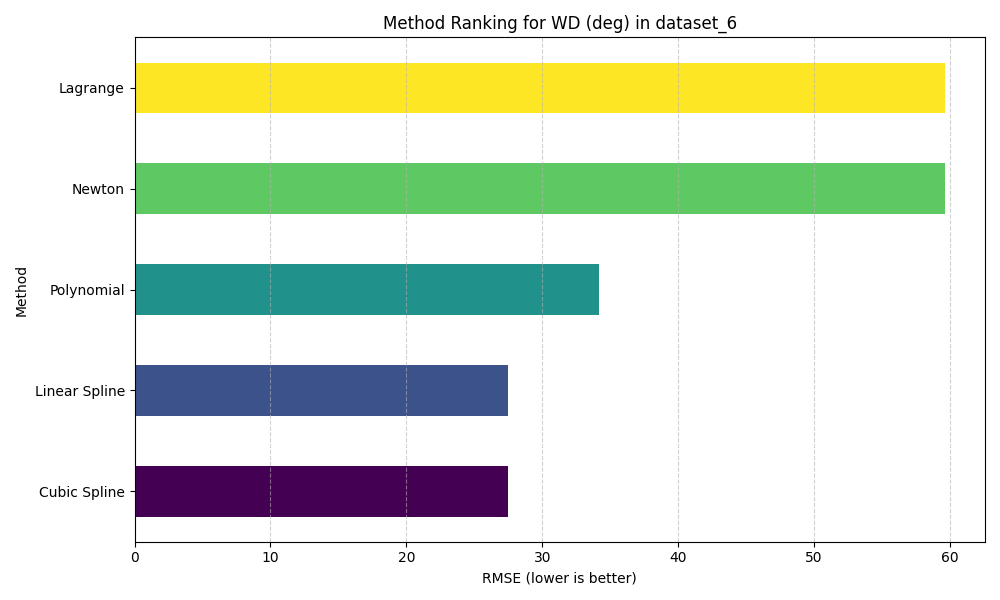 Method Ranking for WD (deg) in dataset_6
Lagrange
Newton
Polynomial
Linear Spline
Cubic Spline
Method
0 10 20 30 40 50 60
RMSE (lower is better)